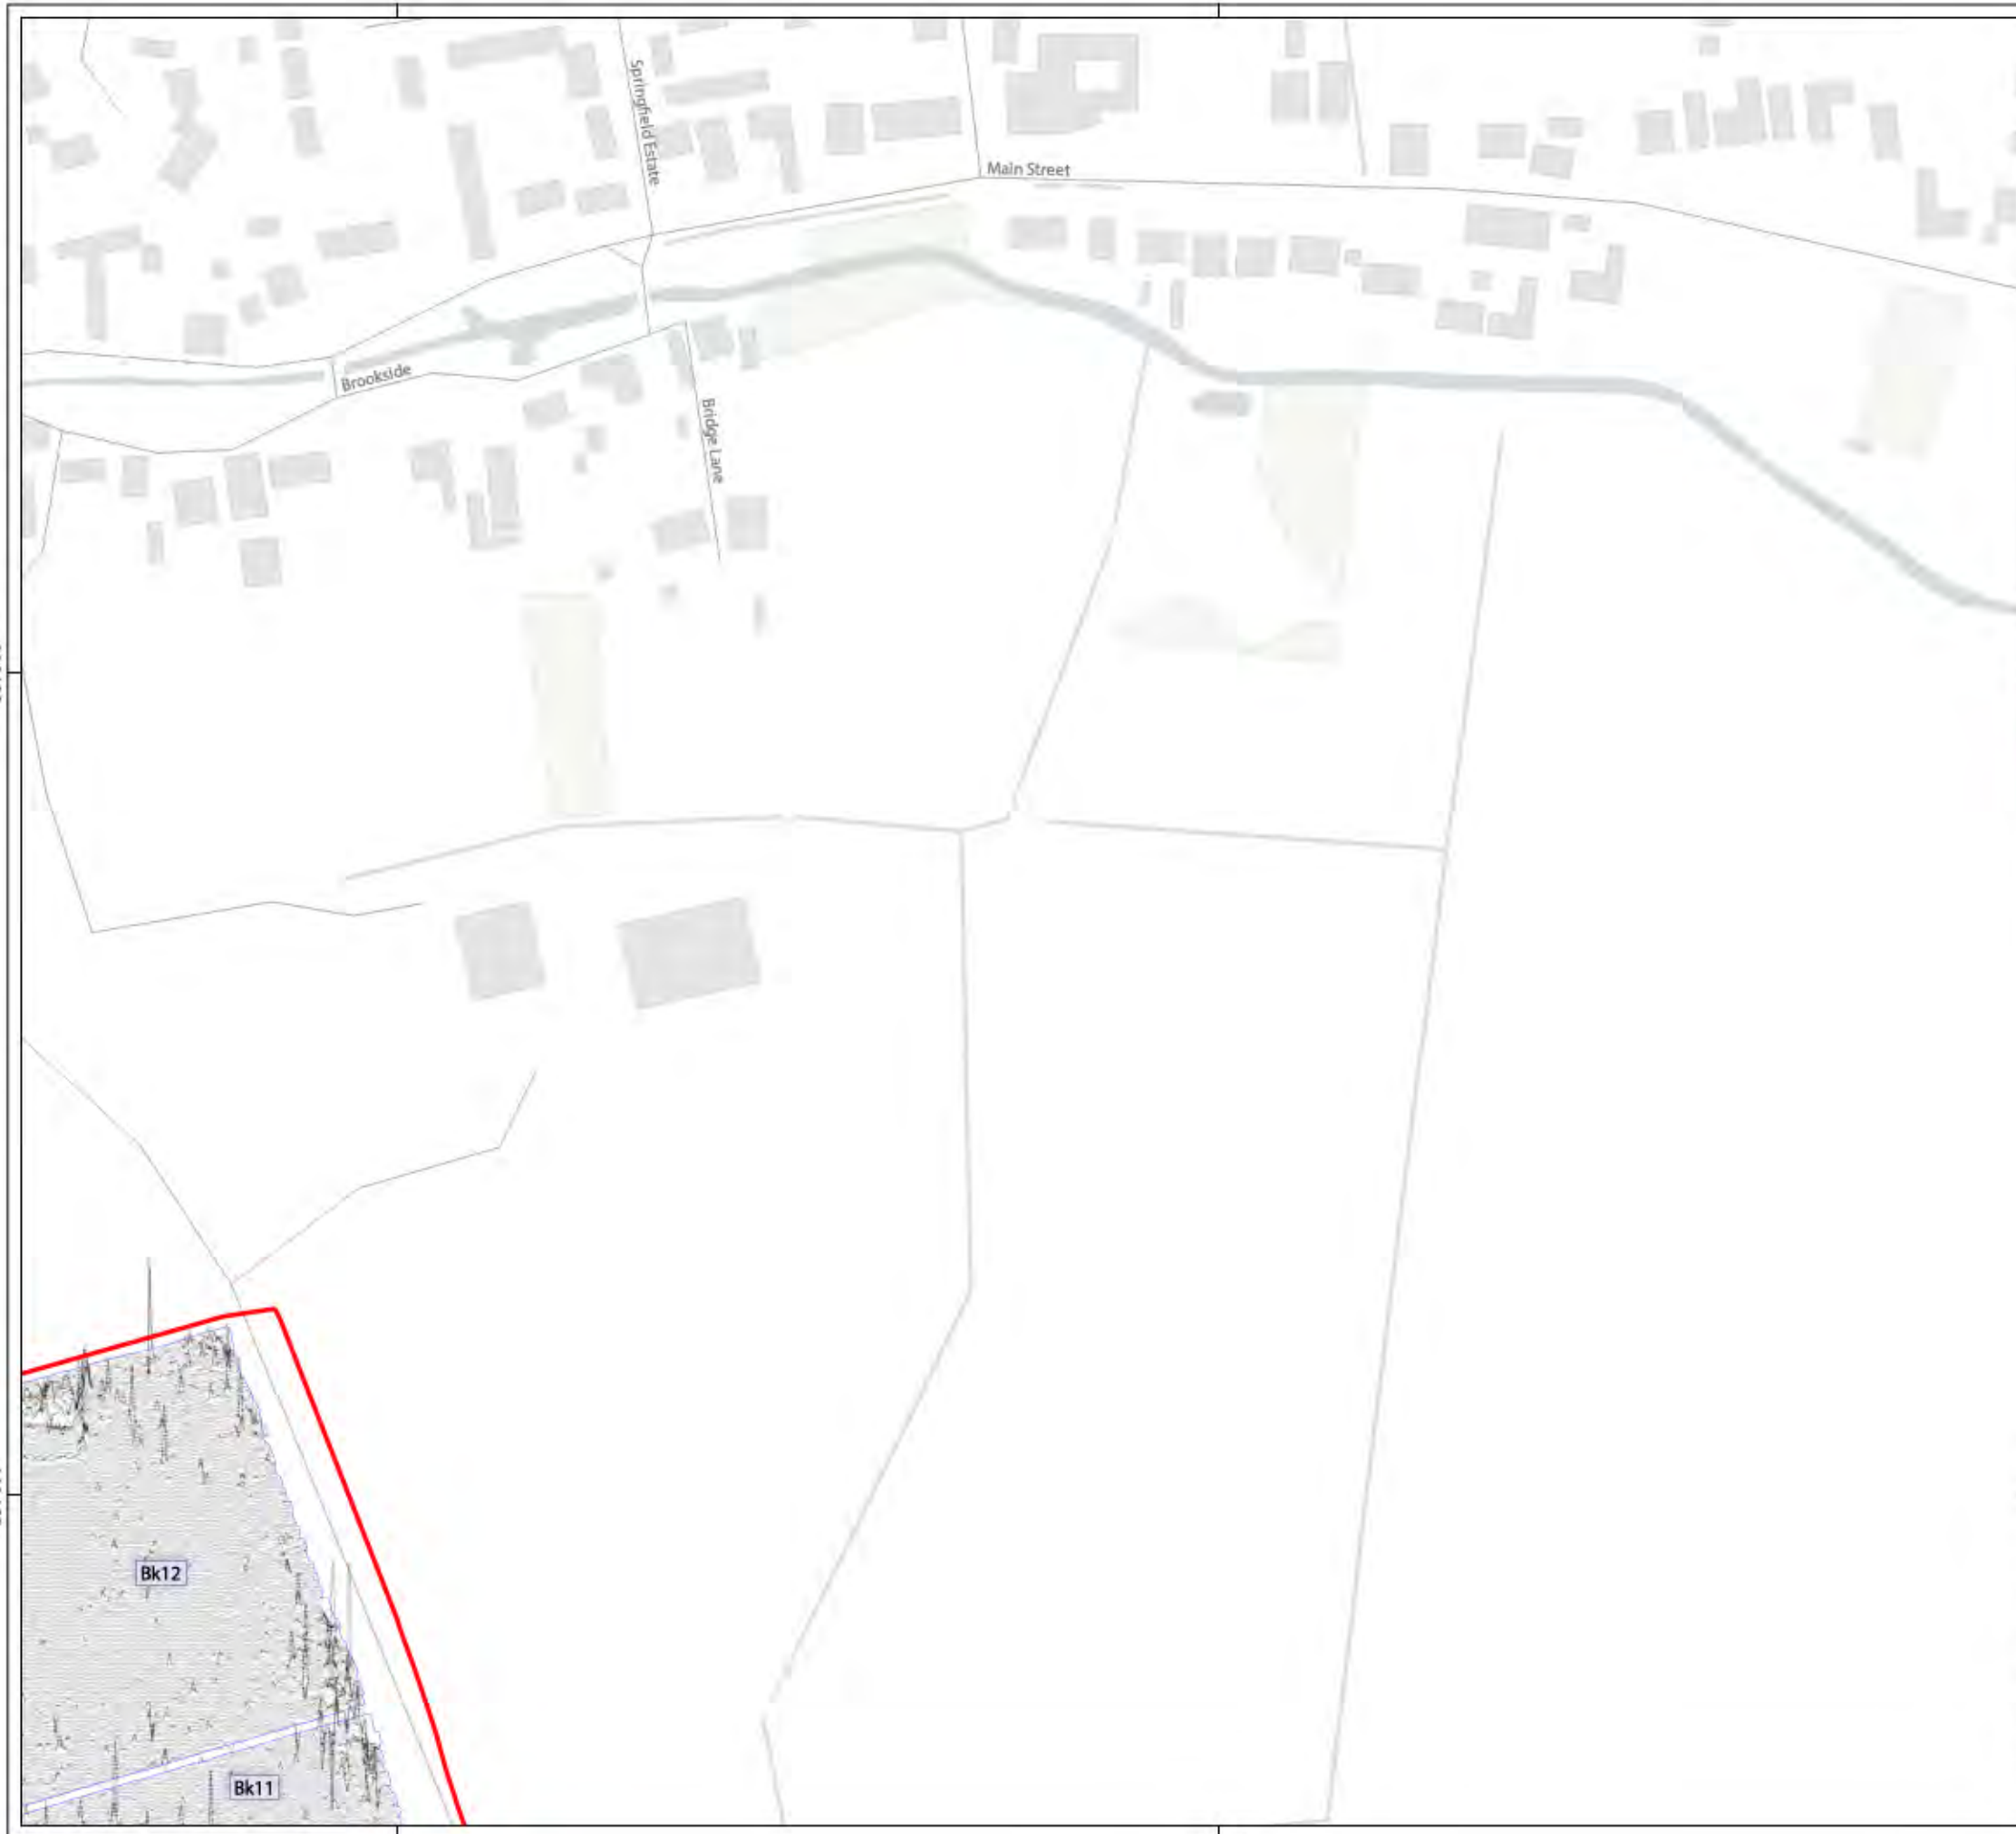 Springfield Estate
Main Street
Brookside
Bridge Lane
Bk12
Bk11